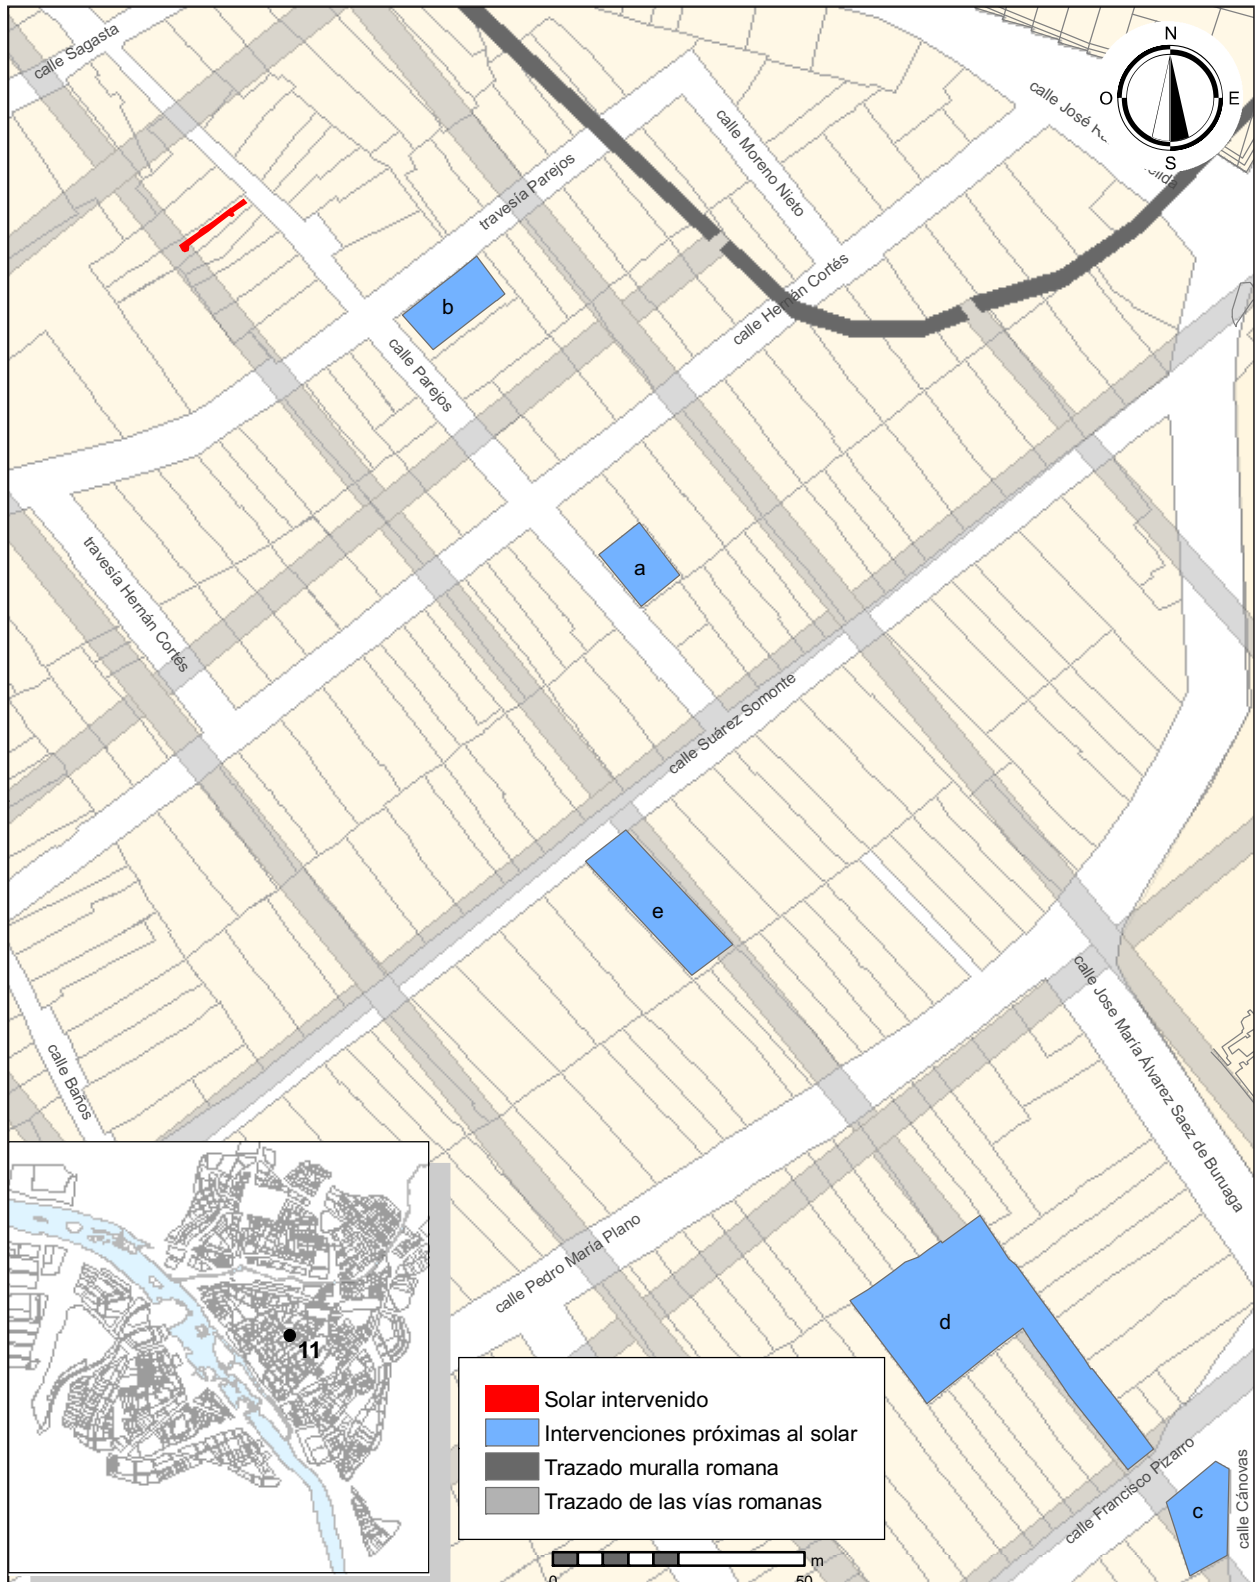 calle Sagasta
N
O
E
S
calle José R
calle Moreno Nieto
travesía Parejos
calle Hernán Cortés
b
calle Parejos
a
travesía Hernán Cortés
calle Suárez Somonte
e
calle Jose María Álvarez Saez de Buruaga
calle Baños
calle Pedro María Plano
d
11
Solar intervenido
Intervenciones próximas al solar
Trazado muralla romana
Trazado de las vías romanas
calle Francisco Pizarro
c
calle Cánovas
m
0
50